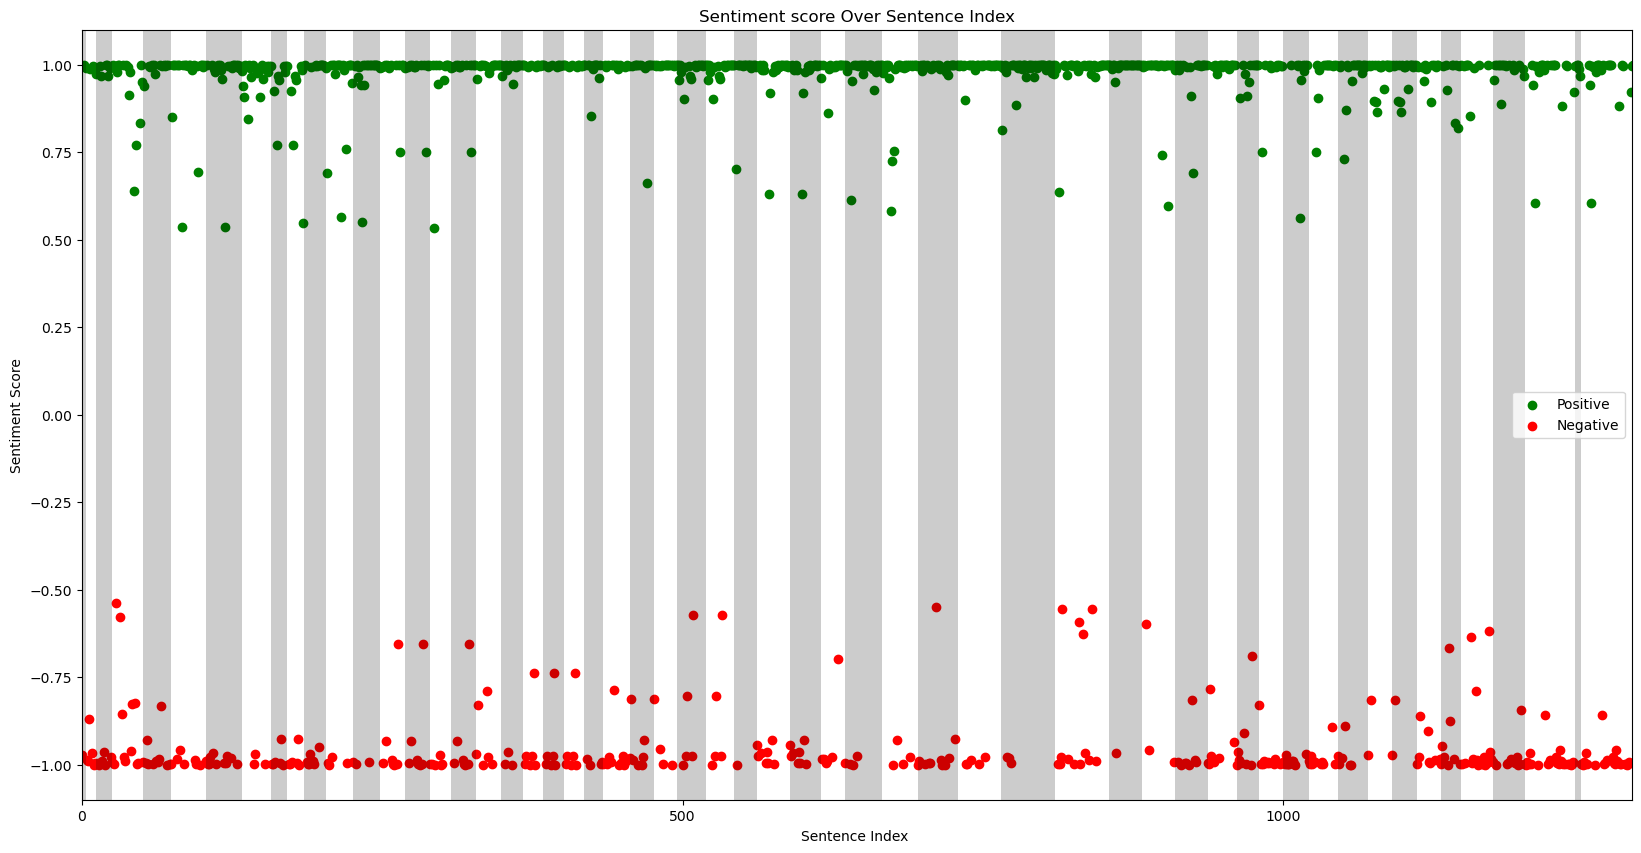 Sentiment score Over Sentence Index
1.00
0.75
0.50
0.25
0.00
−0.25
−0.50
−0.75
−1.00
Sentiment Score
Positive
Negative
0
500
1000
Sentence Index